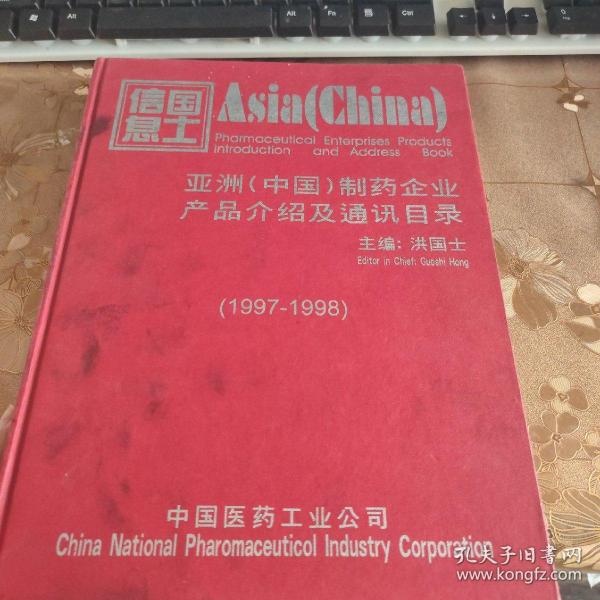 信国
息士
Asia(China)
Pharmaceutical Enterprises Products
Introduction and Address Book
亚洲(中国)制药企业
产品介绍及通讯目录
主编: 洪国士
Editor in Chief: Guoshi Hong
(1997-1998)
中国医药工业公司
China National Pharomaceuticol Industry Corporation
孔夫子旧书网
www.kongfz.com